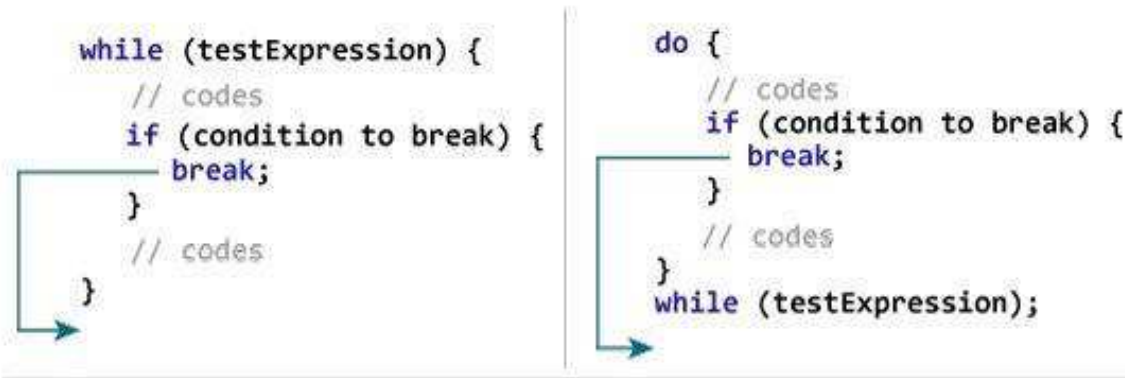 while (testExpression) {
// codes
if (condition to break) {
break;
}
// codes
}
do {
// codes
if (condition to break) {
break;
}
// codes
}
while (testExpression);